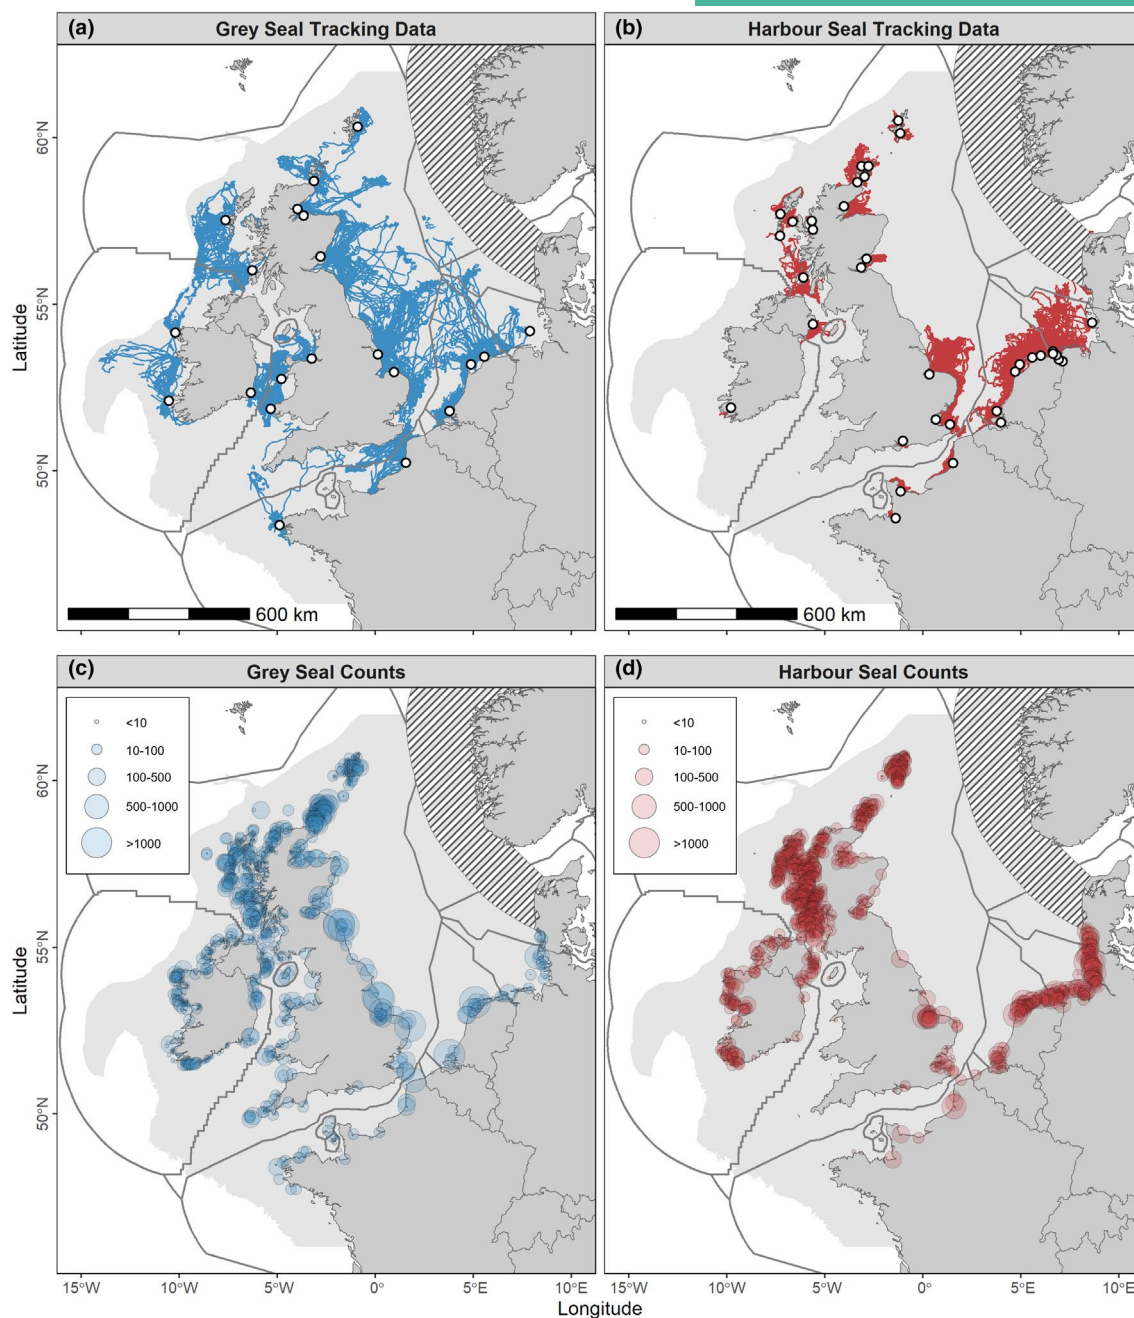 (a) Grey Seal Tracking Data
(b) Harbour Seal Tracking Data
60°N
55°N
50°N
Latitude
600 km
600 km
(c) Grey Seal Counts
(d) Harbour Seal Counts
<10
10-100
100-500
500-1000
>1000
<10
10-100
100-500
500-1000
>1000
60°N
55°N
50°N
Latitude
15°W 10°W 5°W 0° 5°E 10°E
15°W 10°W 5°W 0° 5°E 10°E
Longitude